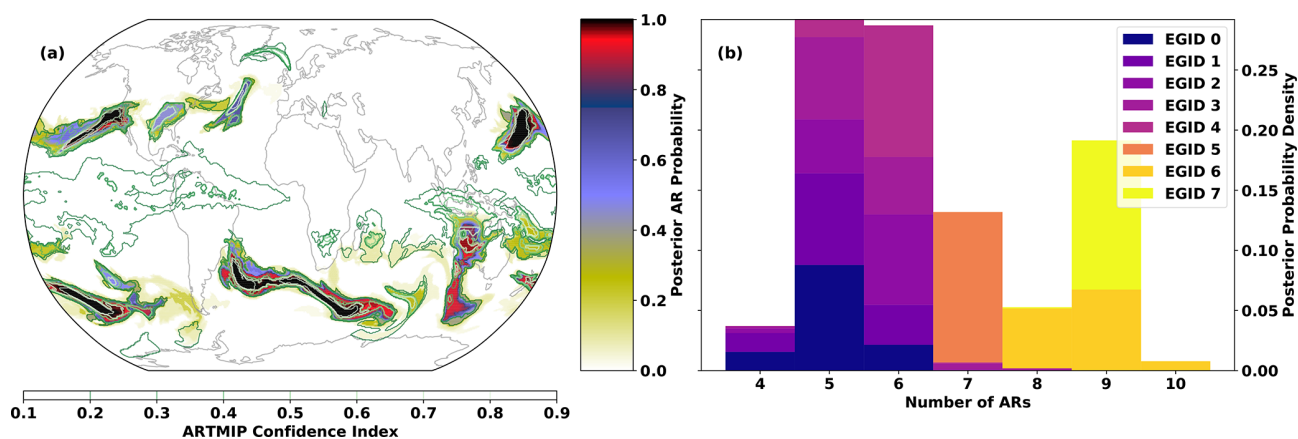 (a)
1.0
0.8
0.6
0.4
0.2
0.0
Posterior AR Probability
0.1 0.2 0.3 0.4 0.5 0.6 0.7 0.8 0.9
ARTMIP Confidence Index
(b)
EGID 0
EGID 1
EGID 2
EGID 3
EGID 4
EGID 5
EGID 6
EGID 7
0.25
0.20
0.15
0.10
0.05
0.00
Posterior Probability Density
4 5 6 7 8 9 10
Number of ARs